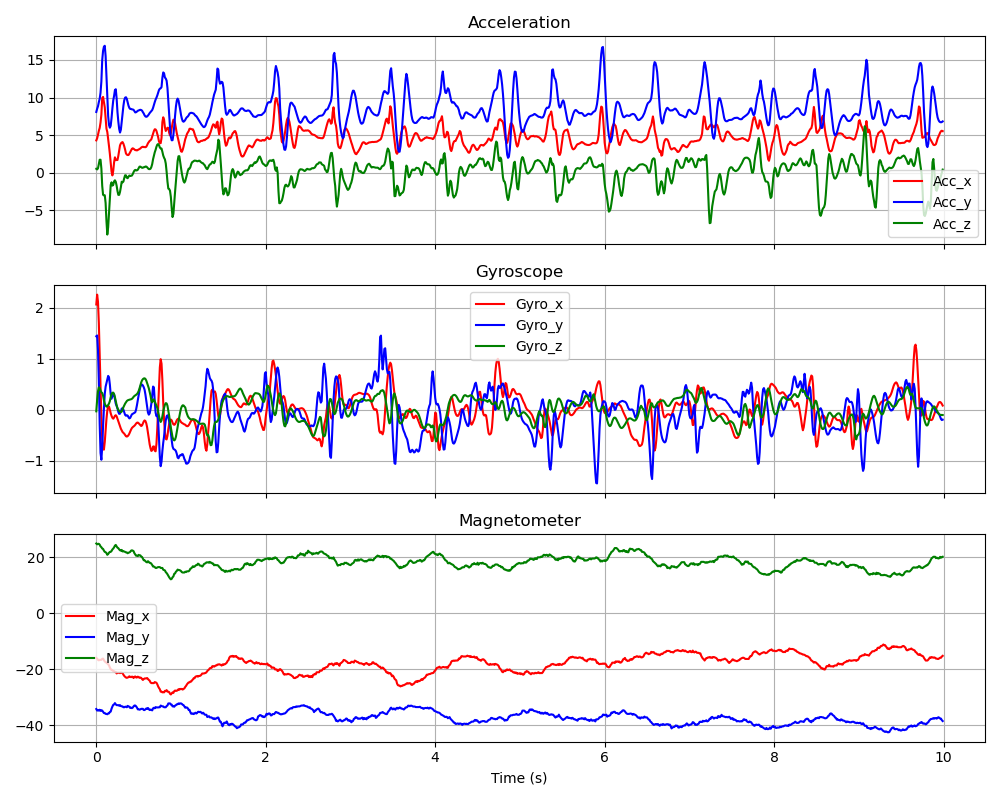 Acceleration
15
10
5
0
−5
Acc_x
Acc_y
Acc_z
Gyroscope
2
1
0
−1
Gyro_x
Gyro_y
Gyro_z
Magnetometer
20
0
−20
−40
Mag_x
Mag_y
Mag_z
0 2 4 6 8 10
Time (s)